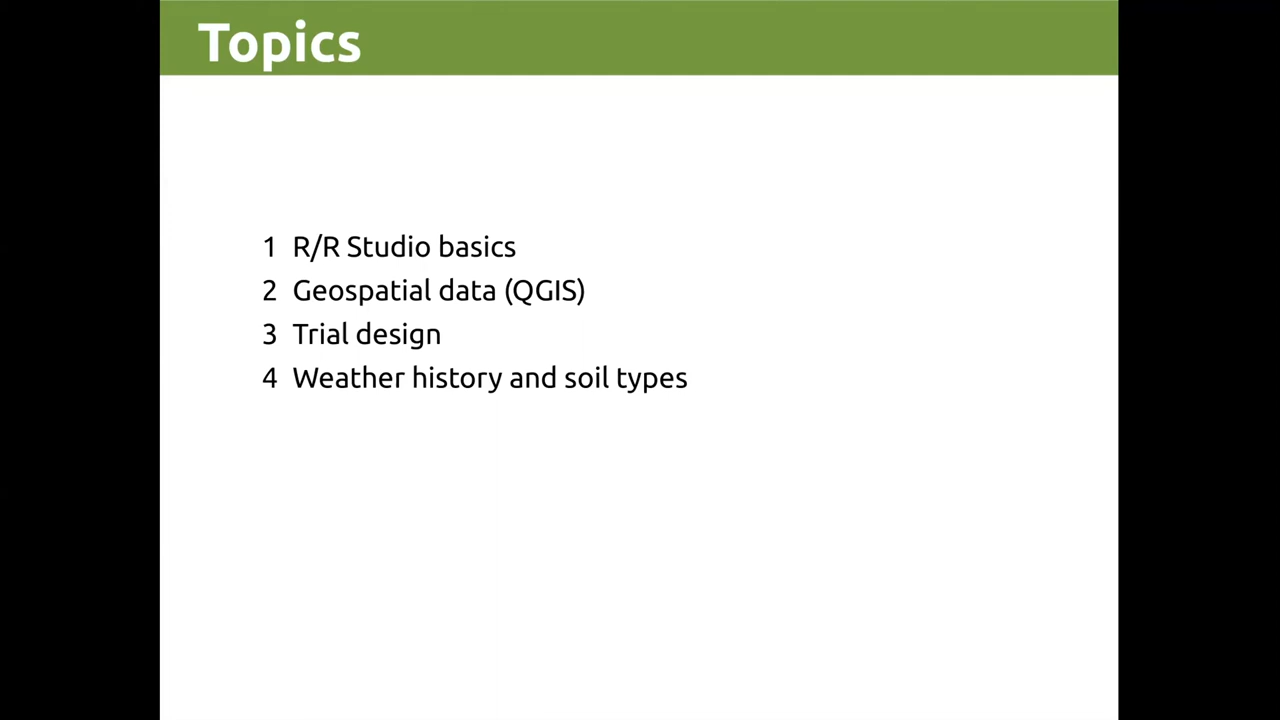 Topics
1 R/R Studio basics
2 Geospatial data (QGIS)
3 Trial design
4 Weather history and soil types